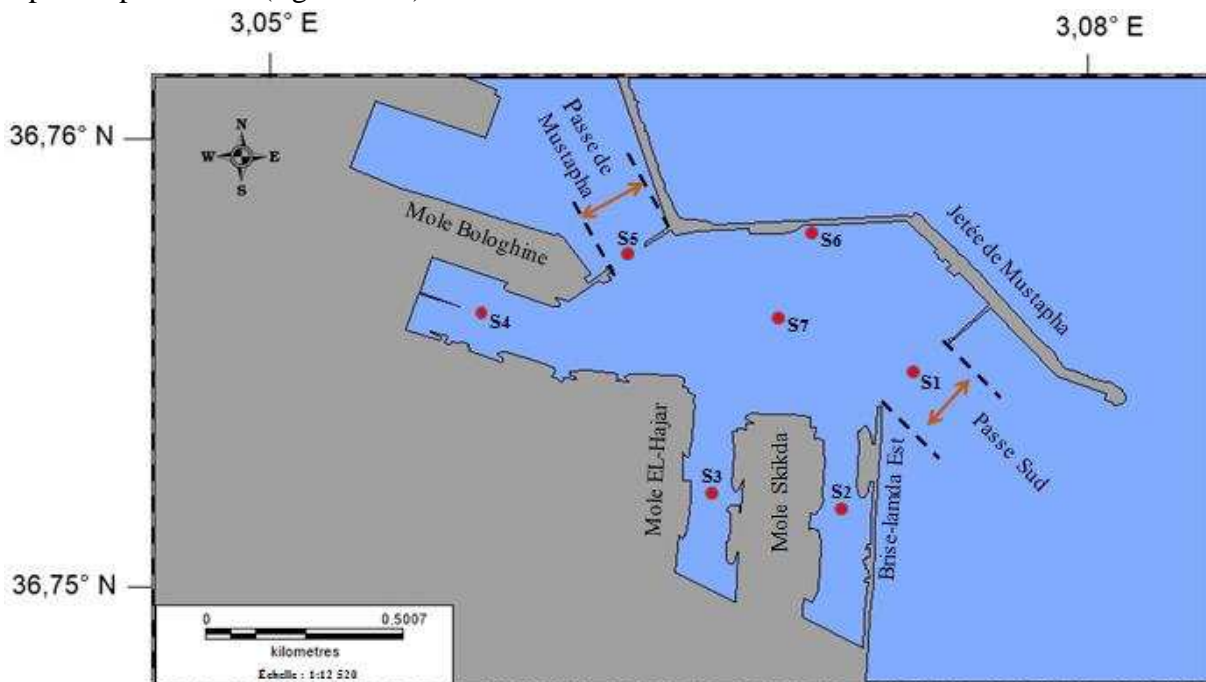 3,05° E
3,08° E
36,76° N
N
W
E
S
Passe de
Mustapha
Mole Bologhine
Jetée de Mustapha
S5
S6
S4
S7
S1
Passe Sud
Mole EL-Hajar
S3
Mole Skikda
S2
Brise-lamda Est
36,75° N
0
0,5007
kilometres
Échelle : 1:12 520